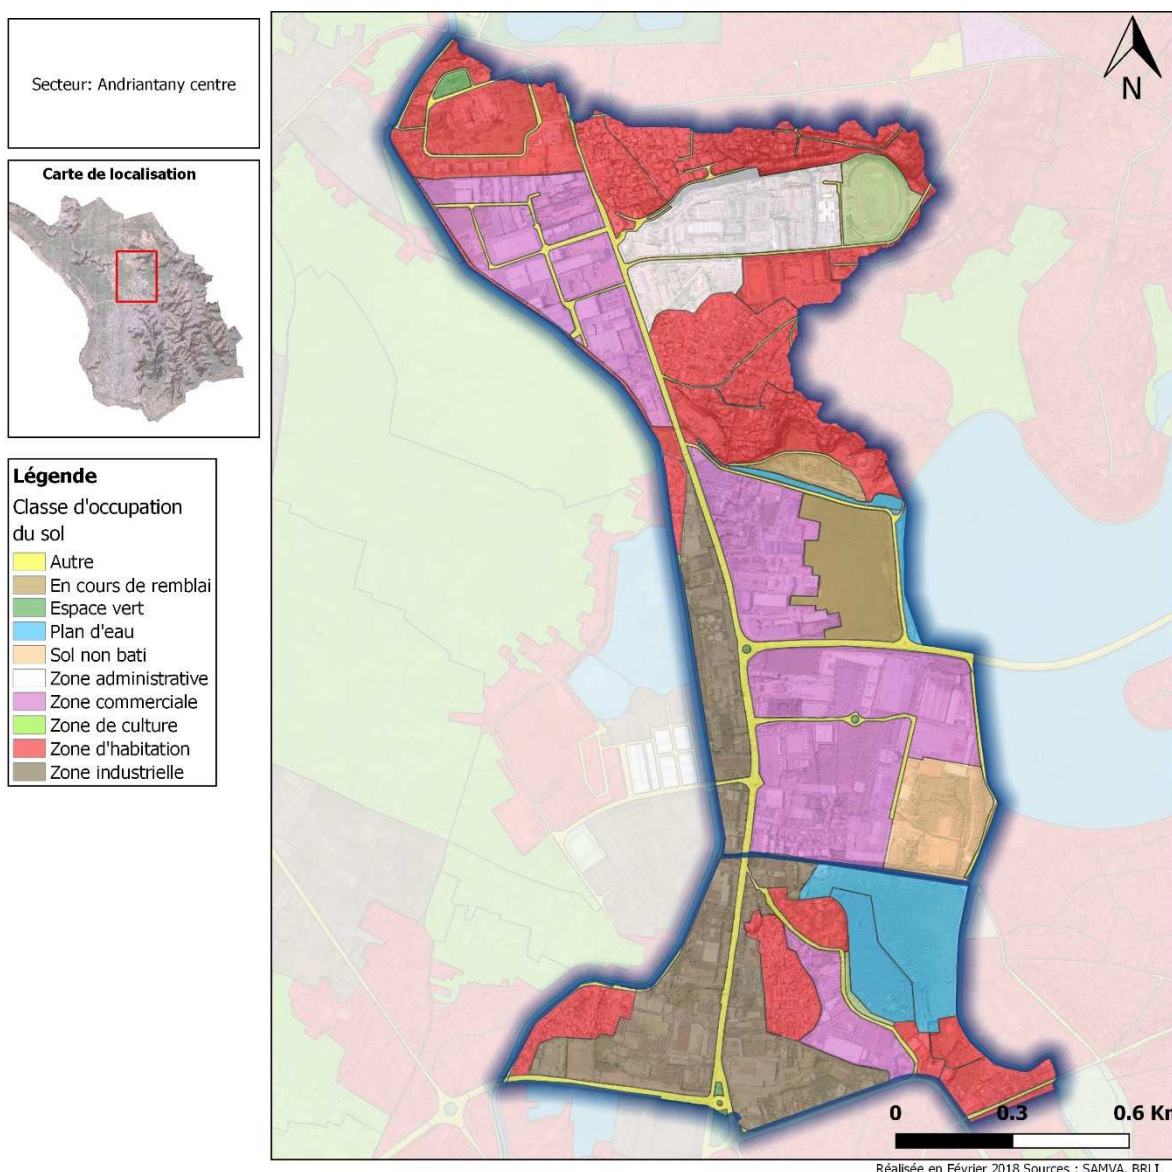 Secteur: Andriantany centre
Carte de localisation
Légende
Classe d'occupation
du sol
Autre
En cours de remblai
Espace vert
Plan d'eau
Sol non bati
Zone administrative
Zone commerciale
Zone de culture
Zone d'habitation
Zone industrielle
N
0 0.3 0.6 Km
Réalisée en Février 2018 Sources : SAMVA, BRLI